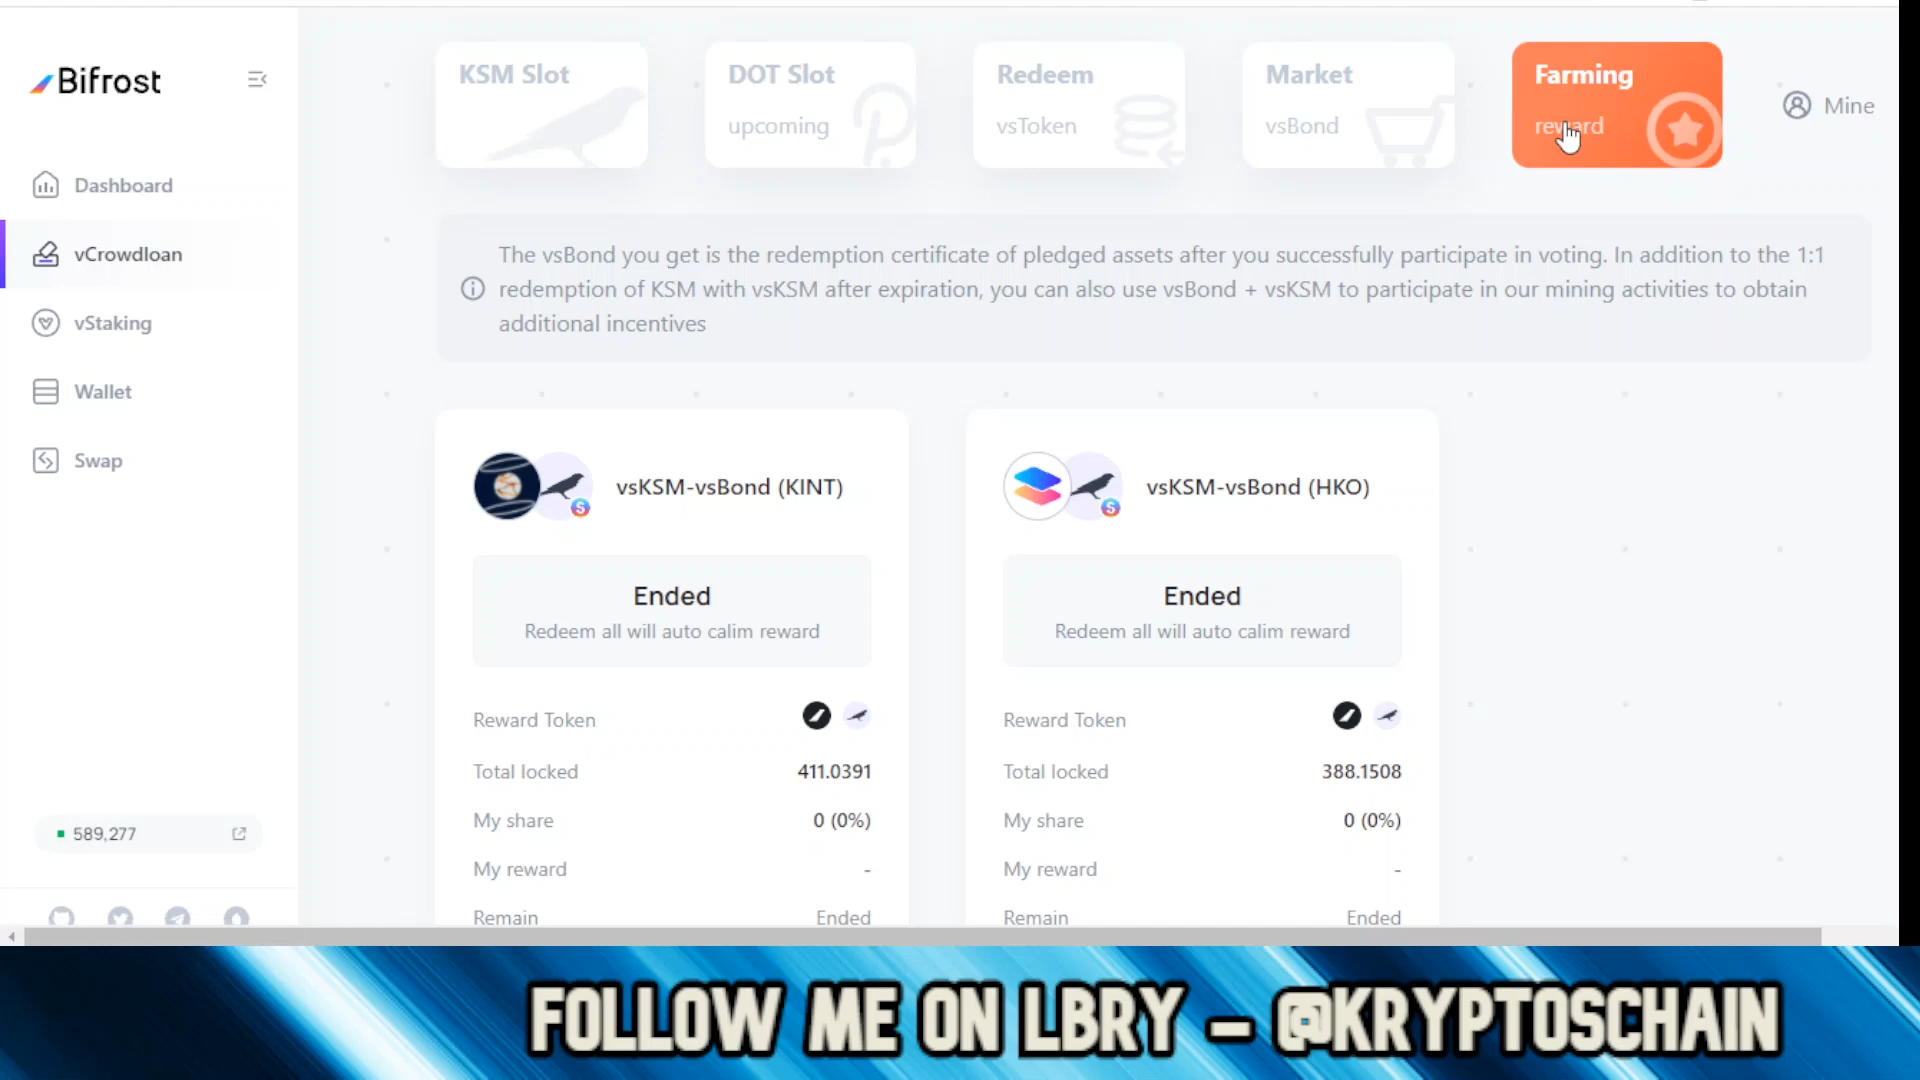 Bifrost
KSM Slot
DOT Slot
upcoming
Redeem
vsToken
Market
vsBond
Farming
reward
Mine
Dashboard
vCrowdloan
vStaking
Wallet
Swap
The vsBond you get is the redemption certificate of pledged assets after you successfully participate in voting. In addition to the 1:1
redemption of KSM with vsKSM after expiration, you can also use vsBond + vsKSM to participate in our mining activities to obtain
additional incentives
vsKSM-vsBond (KINT)
Ended
Redeem all will auto calim reward
Reward Token
Total locked 411.0391
My share 0 (0%)
My reward -
Remain Ended
vsKSM-vsBond (HKO)
Ended
Redeem all will auto calim reward
Reward Token
Total locked 388.1508
My share 0 (0%)
My reward -
Remain Ended
589,277
FOLLOW ME ON LBRY – @KRYPTOSCHAIN